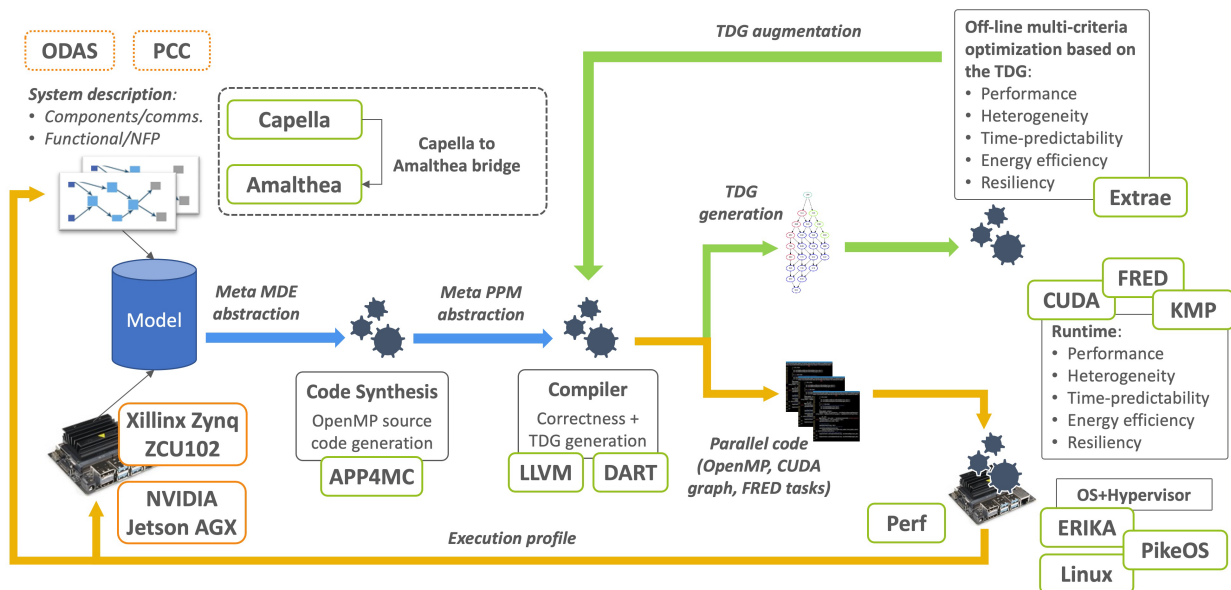 ODAS
PCC
System description:
• Components/comms.
• Functional/NFP
Capella
Amalthea
Capella to
Amalthea bridge
TDG augmentation
Off-line multi-criteria
optimization based on
the TDG:
• Performance
• Heterogeneity
• Time-predictability
• Energy efficiency
• Resiliency
Extrae
TDG
generation
Model
Meta MDE
abstraction
Meta PPM
abstraction
Code Synthesis
OpenMP source
code generation
APP4MC
Compiler
Correctness +
TDG generation
LLVM
DART
Parallel code
(OpenMP, CUDA
graph, FRED tasks)
FRED
CUDA
KMP
Runtime:
• Performance
• Heterogeneity
• Time-predictability
• Energy efficiency
• Resiliency
Xillinx Zynq
ZCU102
NVIDIA
Jetson AGX
Perf
OS+Hypervisor
ERIKA
PikeOS
Linux
Execution profile